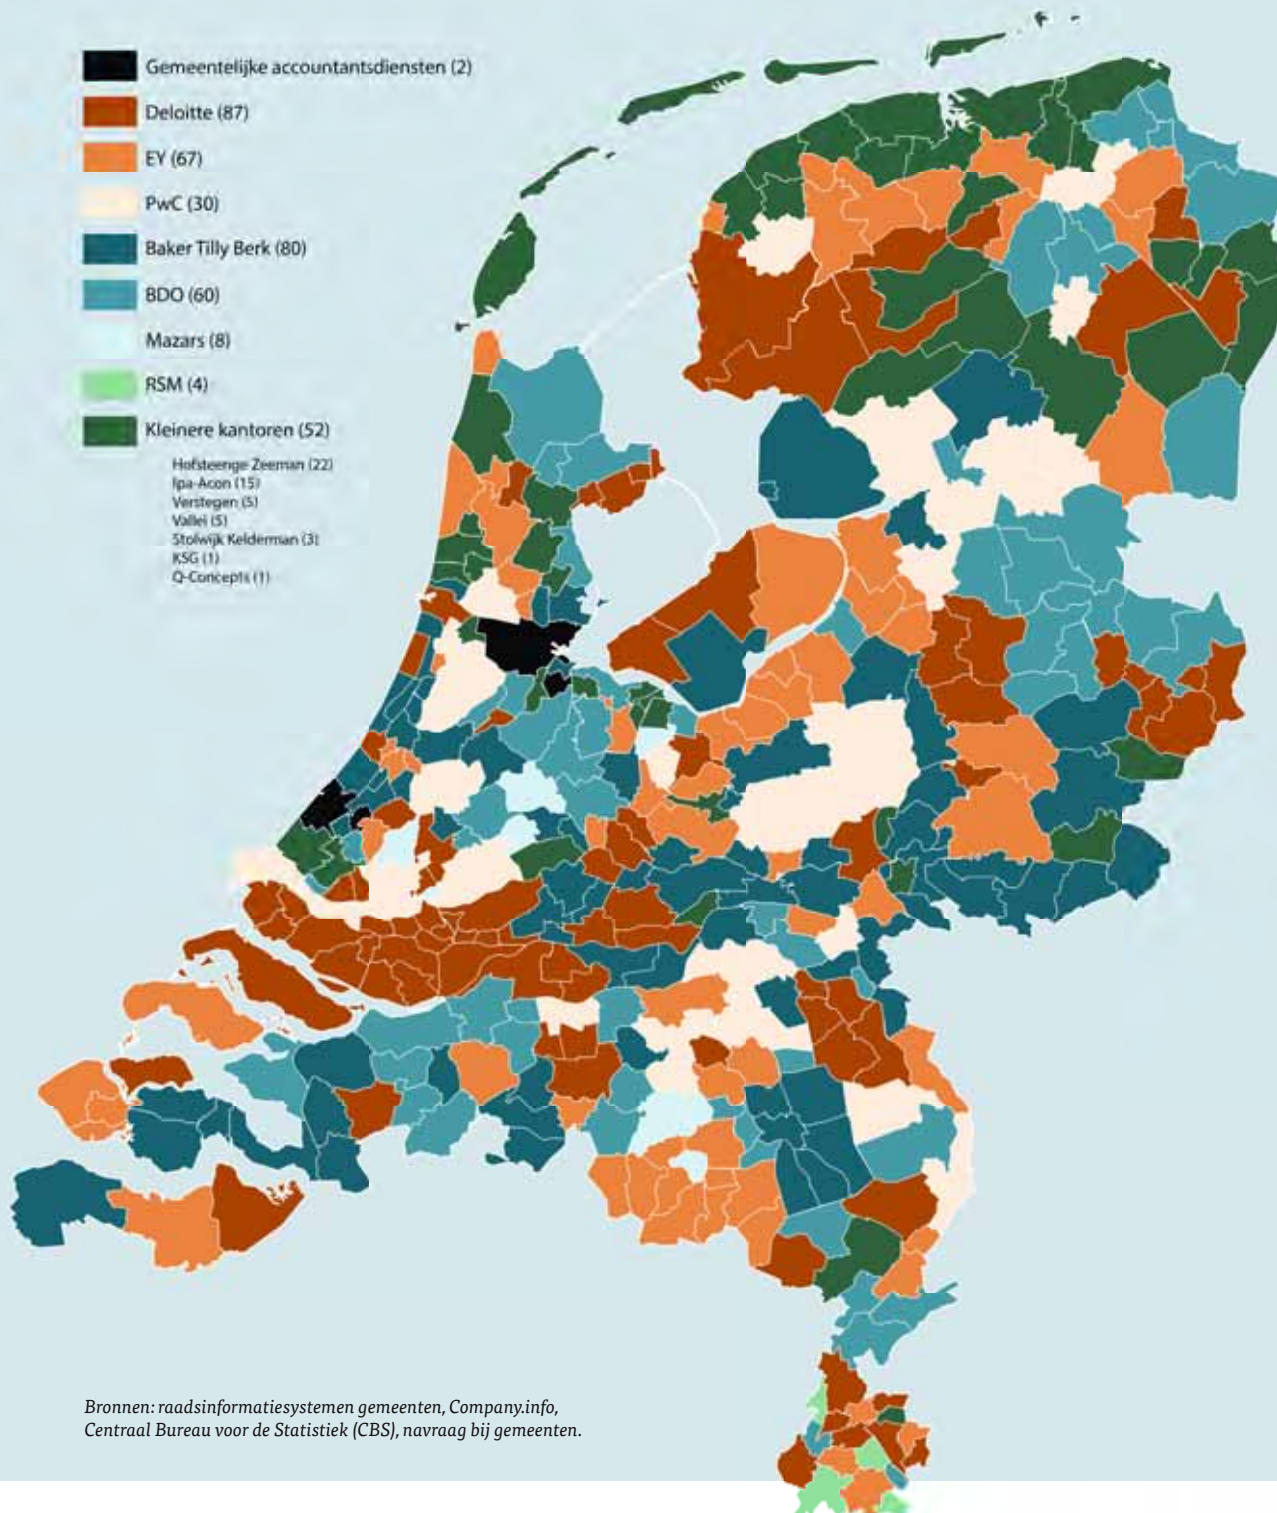 Gemeentelijke accountantsdiensten (2)
Deloitte (87)
EY (67)
PwC (30)
Baker Tilly Berk (80)
BDO (60)
Mazars (8)
RSM (4)
Kleinere kantoren (52)
Hofsteenge Zeeman (22)
Ipa-Acon (15)
Verstegen (5)
Vallei (5)
Stolwijk Kelderman (3)
KSG (1)
Q-Concepts (1)
Bronnen: raadsinformatiesystemen gemeenten, Company.info,
Centraal Bureau voor de Statistiek (CBS), navraag bij gemeenten.